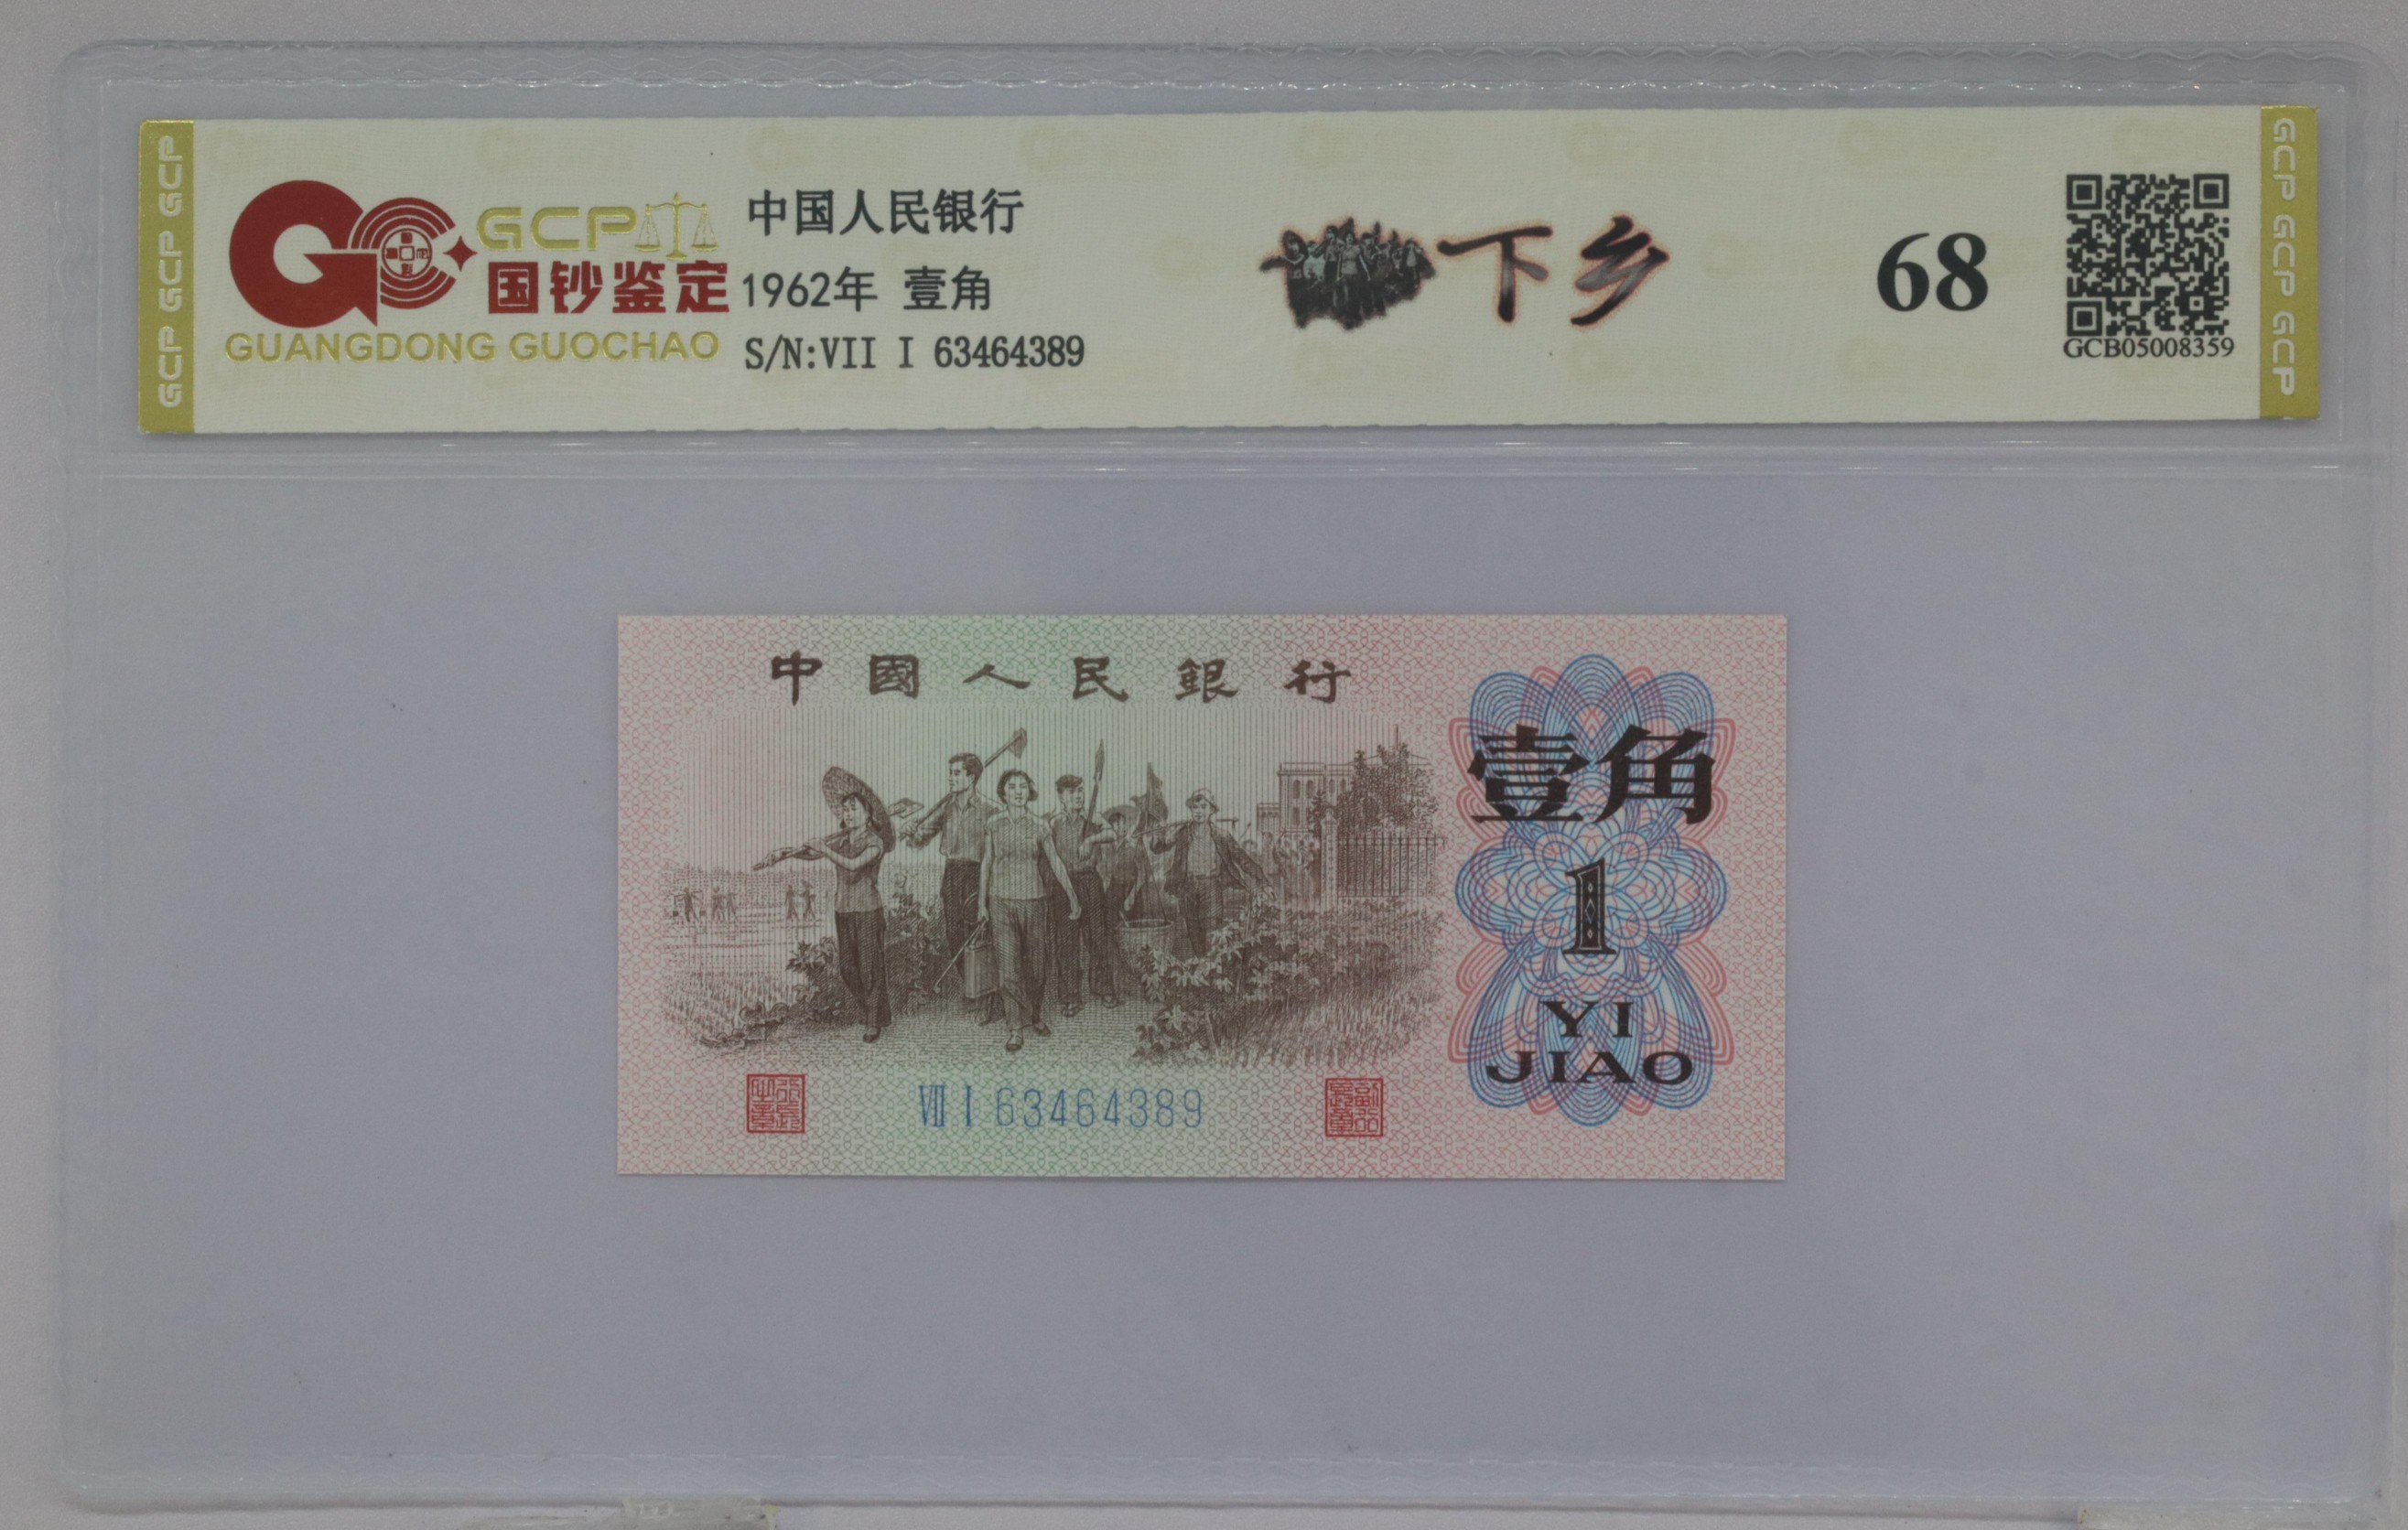 GCP GCP GCP
GCP
国钞鉴定
GUANGDONG GUOCHAO
中国人民银行
1962年 壹角
S/N:VII I 63464389
下乡
68
GCB05008359
GCP GCP GCP
中國人民銀行
壹角
1
YI
JIAO
VII I 63464389